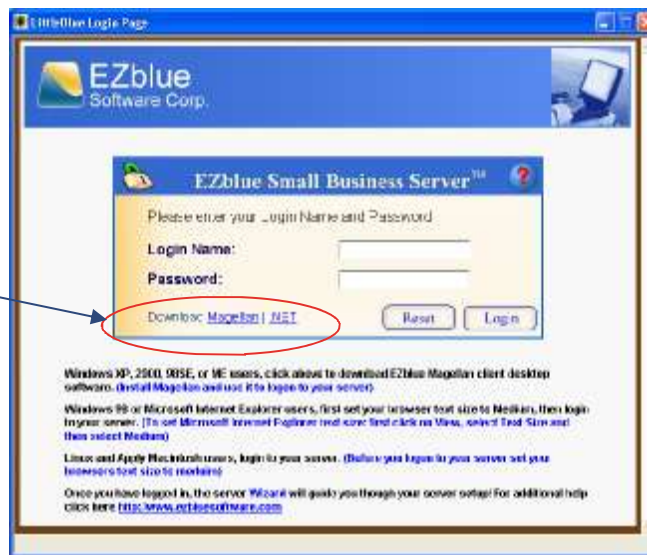 LittleBlue Login Page
EZblue
Software Corp.
EZblue Small Business Server™
Please enter your Login Name and Password
Login Name:
Password:
Download: Magellan | .NET
Reset
Login
Windows XP, 2000, 98SE, or ME users, click above to download EZblue Magellan client desktop
software. (Install Magellan and use it to logon to your server)
Windows 98 or Microsoft Internet Explorer users, first set your browser text size to Medium, then login
to your server. (To set Microsoft Internet Explorer text size: first click on View, select Text Size and
then select Medium)
Linux and Apply Macintosh users, login to your server. (Before you logon to your server set your
browsers text size to medium)
Once you have logged in, the server Wizard will guide you though your server setup! For additional help
click here http://www.ezbluesoftware.com